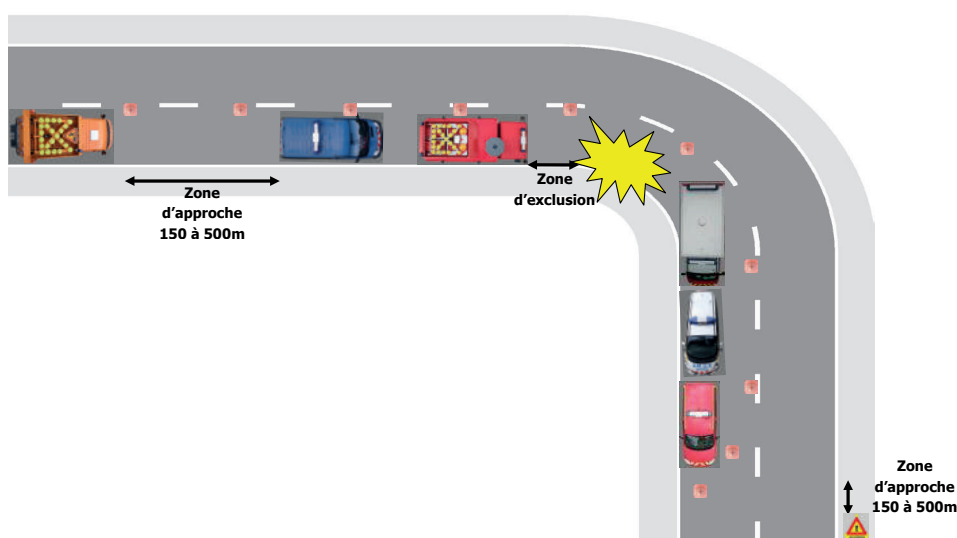 Zone
d'approche
150 à 500m
Zone
d'exclusion
Zone
d'approche
150 à 500m